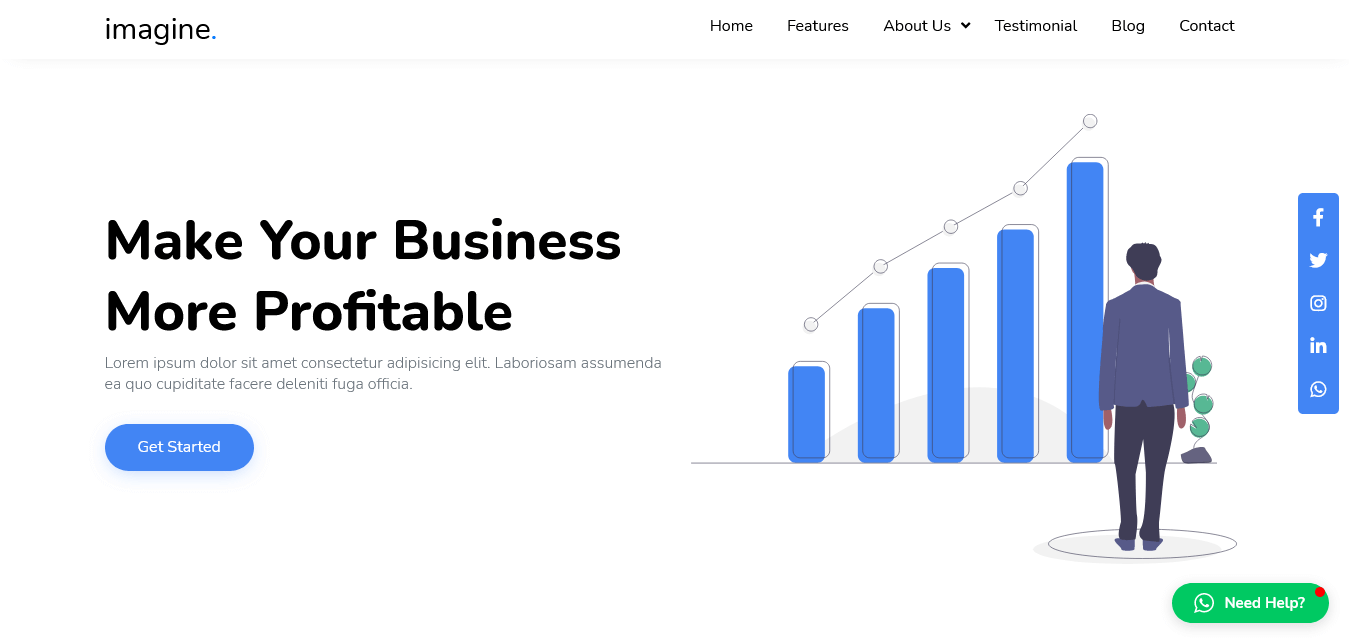 imagine.
Home Features About Us Testimonial Blog Contact
Make Your Business
More Profitable
Lorem ipsum dolor sit amet consectetur adipisicing elit. Laboriosam assumenda
ea quo cupiditate facere deleniti fuga officia.
Get Started
Need Help?